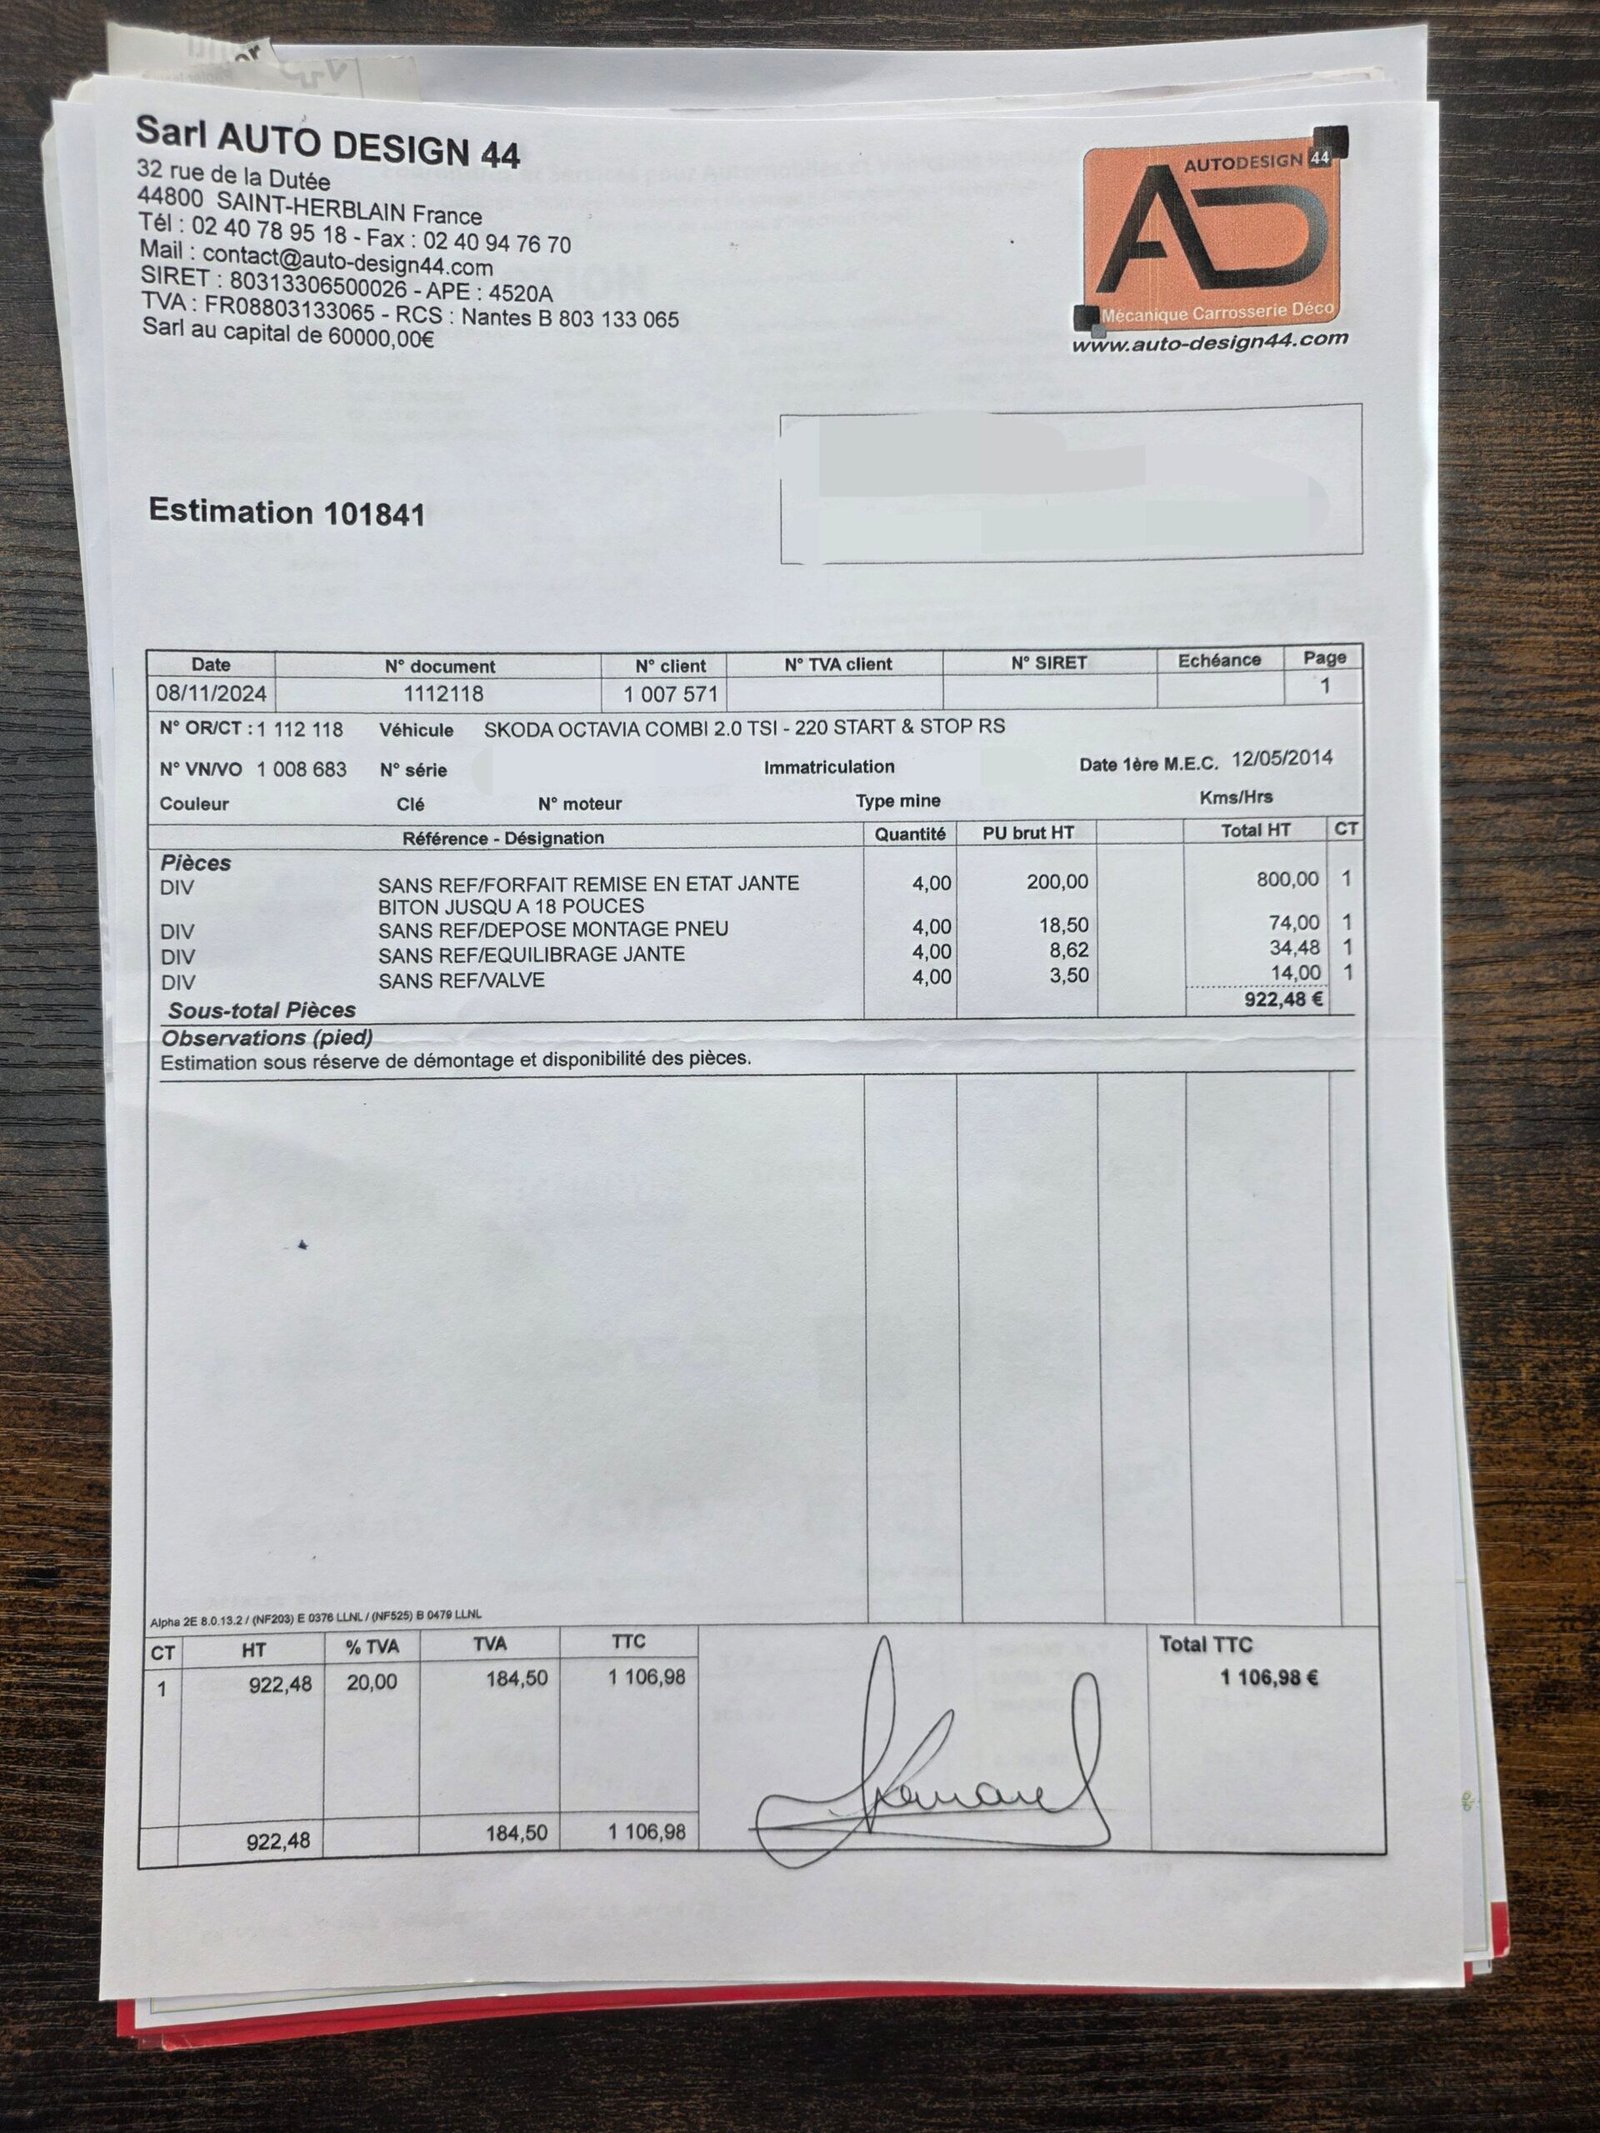 Sarl AUTO DESIGN 44
32 rue de la Dutée
44800 SAINT-HERBLAIN France
Tél : 02 40 78 95 18 - Fax : 02 40 94 76 70
Mail : contact@auto-design44.com
SIRET : 80313306500026 - APE : 4520A
TVA : FR08803133065 - RCS : Nantes B 803 133 065
Sarl au capital de 60000,00€
AUTODESIGN 44
AD
Mécanique Carrosserie Déco
www.auto-design44.com
Estimation 101841
Date N° document N° client N° TVA client N° SIRET Echéance Page
08/11/2024 1112118 1 007 571 1
N° OR/CT : 1 112 118 Véhicule SKODA OCTAVIA COMBI 2.0 TSI - 220 START & STOP RS
N° VN/VO 1 008 683 N° série Immatriculation Date 1ère M.E.C. 12/05/2014
Couleur Clé N° moteur Type mine Kms/Hrs
Référence - Désignation Quantité PU brut HT Total HT CT
Pièces
DIV SANS REF/FORFAIT REMISE EN ETAT JANTE 4,00 200,00 800,00 1
BITON JUSQU A 18 POUCES
DIV SANS REF/DEPOSE MONTAGE PNEU 4,00 18,50 74,00 1
DIV SANS REF/EQUILIBRAGE JANTE 4,00 8,62 34,48 1
DIV SANS REF/VALVE 4,00 3,50 14,00 1
Sous-total Pièces 922,48 €
Observations (pied)
Estimation sous réserve de démontage et disponibilité des pièces.
Alpha 2E 8.0.13.2 / (NF203) E 0376 LLNL / (NF525) B 0479 LLNL
CT HT % TVA TVA TTC Total TTC
1 922,48 20,00 184,50 1 106,98 1 106,98 €
922,48 184,50 1 106,98